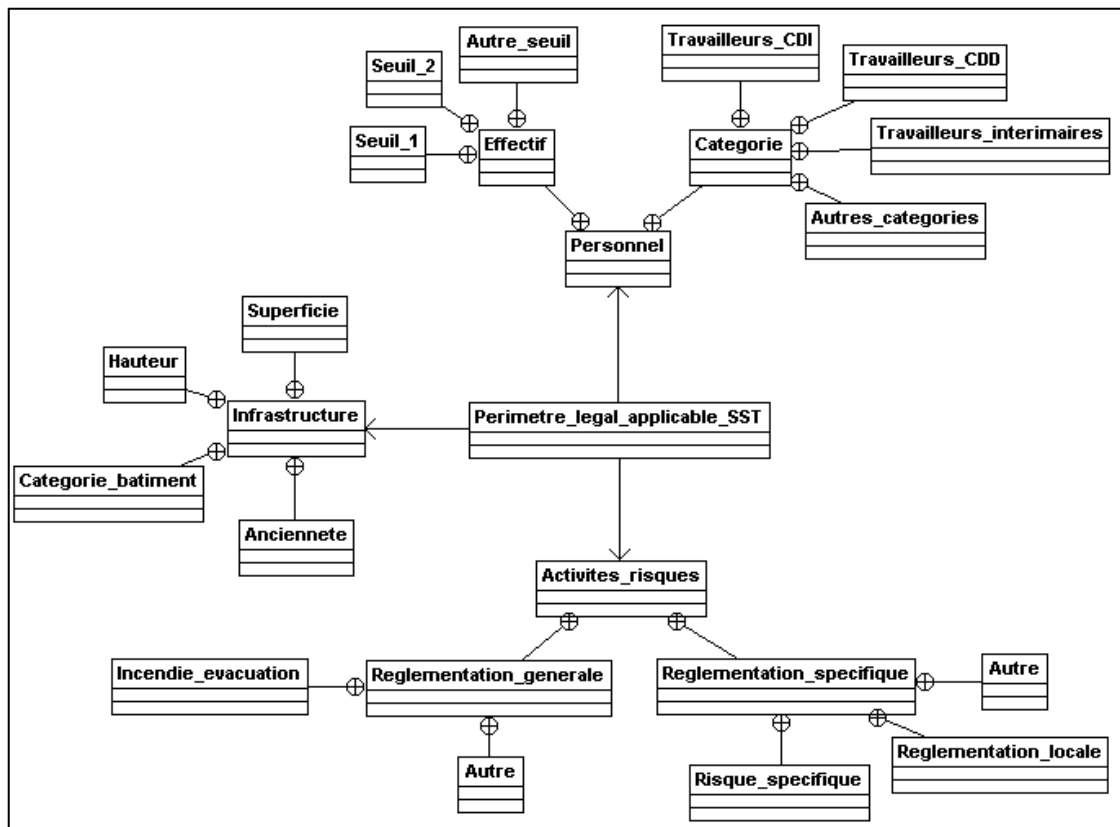 Autre_seuil
Travailleurs_CDI
Seuil_2
Travailleurs_CDD
Seuil_1
Effectif
Categorie
Travailleurs_interimaires
Autres_categories
Personnel
Superficie
Hauteur
Infrastructure
Perimetre_legal_applicable_SST
Categorie_batiment
Anciennete
Activites_risques
Incendie_evacuation
Reglementation_generale
Reglementation_specifique
Autre
Autre
Risque_specifique
Reglementation_locale